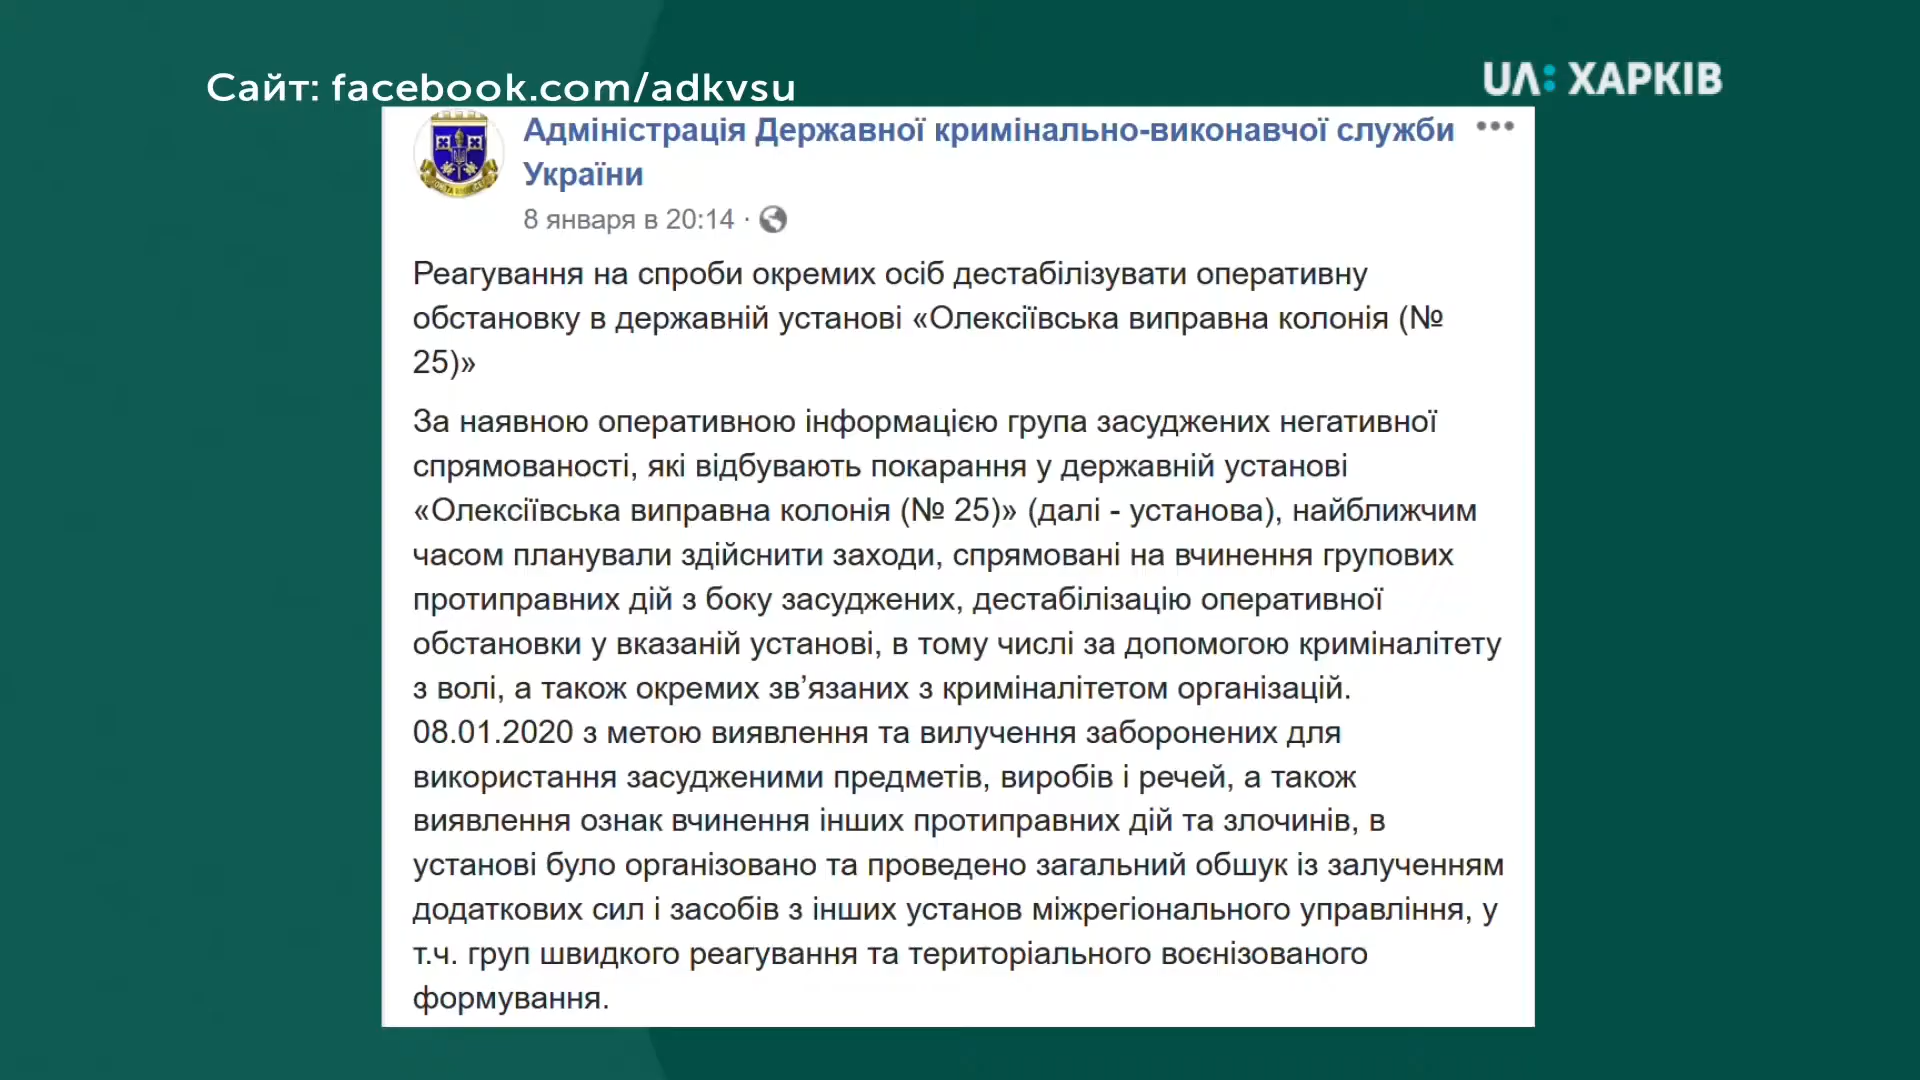 Сайт: facebook.com/adkvsu
UA: ХАРКІВ
Адміністрація Державної кримінально-виконавчої служби
України
8 января в 20:14 ·
Реагування на спроби окремих осіб дестабілізувати оперативну
обстановку в державній установі «Олексіївська виправна колонія (№
25)»
За наявною оперативною інформацією група засуджених негативної
спрямованості, які відбувають покарання у державній установі
«Олексіївська виправна колонія (№ 25)» (далі - установа), найближчим
часом планували здійснити заходи, спрямовані на вчинення групових
протиправних дій з боку засуджених, дестабілізацію оперативної
обстановки у вказаній установі, в тому числі за допомогою криміналітету
з волі, а також окремих зв’язаних з криміналітетом організацій.
08.01.2020 з метою виявлення та вилучення заборонених для
використання засудженими предметів, виробів і речей, а також
виявлення ознак вчинення інших протиправних дій та злочинів, в
установі було організовано та проведено загальний обшук із залученням
додаткових сил і засобів з інших установ міжрегіонального управління, у
т.ч. груп швидкого реагування та територіального воєнізованого
формування.